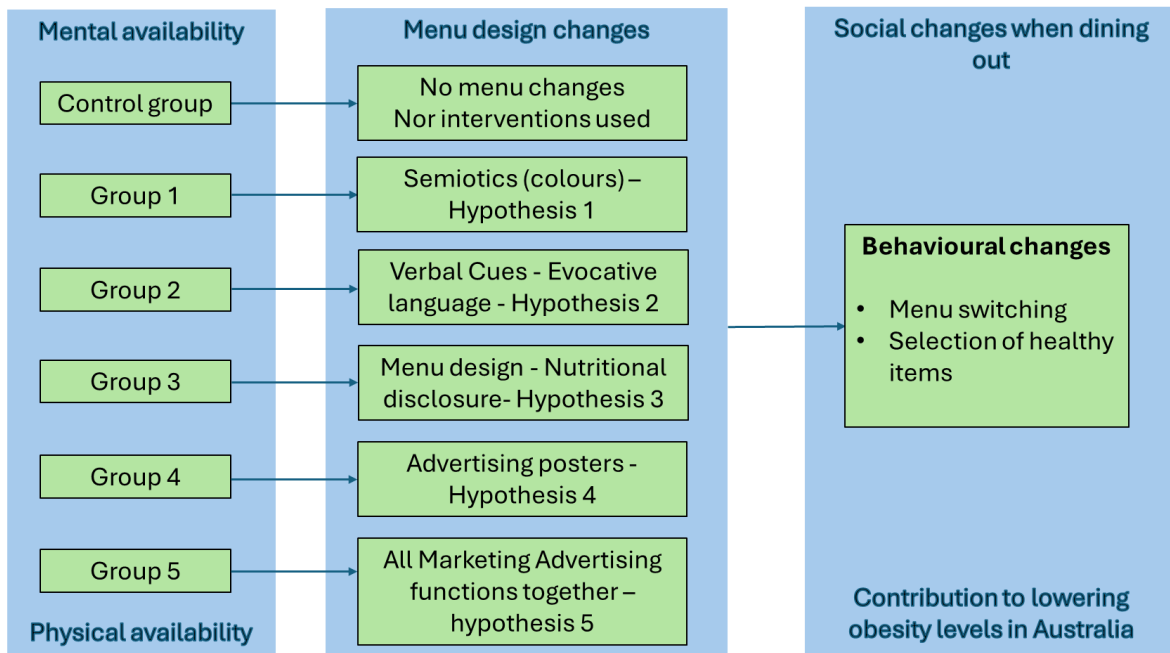 Mental availability
Control group
Group 1
Group 2
Group 3
Group 4
Group 5
Physical availability
Menu design changes
No menu changes
Nor interventions used
Semiotics (colours) –
Hypothesis 1
Verbal Cues - Evocative
language - Hypothesis 2
Menu design - Nutritional
disclosure- Hypothesis 3
Advertising posters -
Hypothesis 4
All Marketing Advertising
functions together –
hypothesis 5
Social changes when dining
out
Behavioural changes
• Menu switching
• Selection of healthy
items
Contribution to lowering
obesity levels in Australia